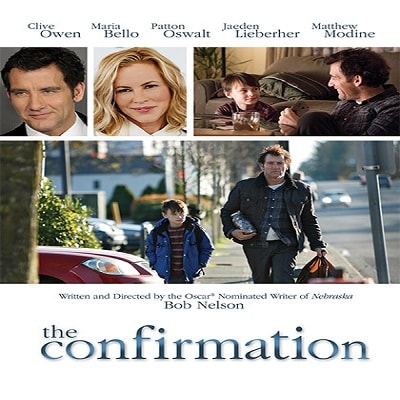 Clive Maria Patton Jaeden Matthew
Owen Bello Oswalt Lieberher Modine
Written and Directed by the Oscar® Nominated Writer of Nebraska
Bob Nelson
the
confirmation